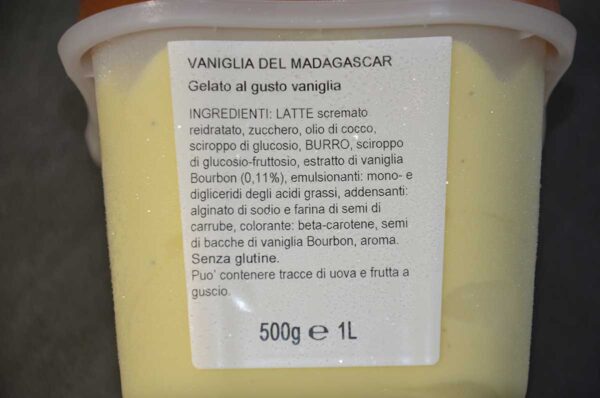 VANIGLIA DEL MADAGASCAR
Gelato al gusto vaniglia
INGREDIENTI: LATTE scremato
reidratato, zucchero, olio di cocco,
sciroppo di glucosio, BURRO, sciroppo
di glucosio-fruttosio, estratto di vaniglia
Bourbon (0,11%), emulsionanti: mono- e
digliceridi degli acidi grassi, addensanti:
alginato di sodio e farina di semi di
carrube, colorante: beta-carotene, semi
di bacche di vaniglia Bourbon, aroma.
Senza glutine.
Puo' contenere tracce di uova e frutta a
guscio.
500g e 1L